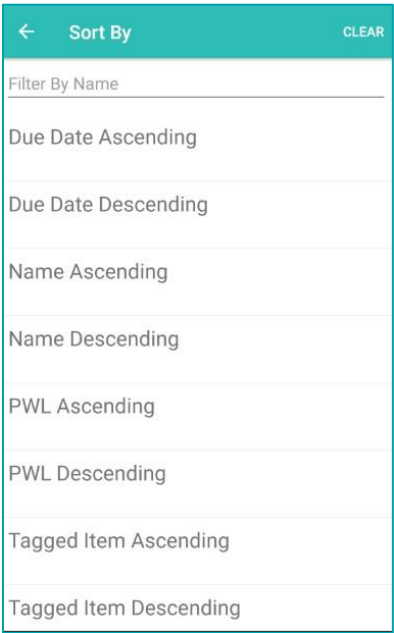 Sort By
CLEAR
Filter By Name
Due Date Ascending
Due Date Descending
Name Ascending
Name Descending
PWL Ascending
PWL Descending
Tagged Item Ascending
Tagged Item Descending